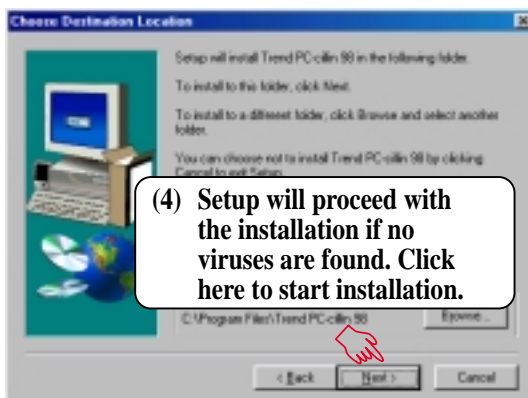 Choose Destination Location
Setup will install Trend PC-cillin 98 in the following folder.
To install to this folder, click Next.
To install to a different folder, click Browse and select another
folder.
You can choose not to install Trend PC-cillin 98 by clicking
Cancel to exit Setup.
(4) Setup will proceed with
the installation if no
viruses are found. Click
here to start installation.
C:\Program Files\Trend PC-cillin 98
Browse...
< Back
Next >
Cancel